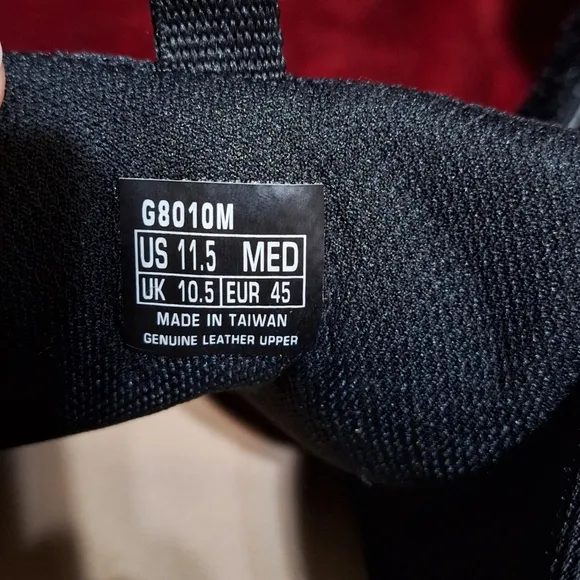 G8010M
US 11.5 MED
UK 10.5 EUR 45
MADE IN TAIWAN
GENUINE LEATHER UPPER